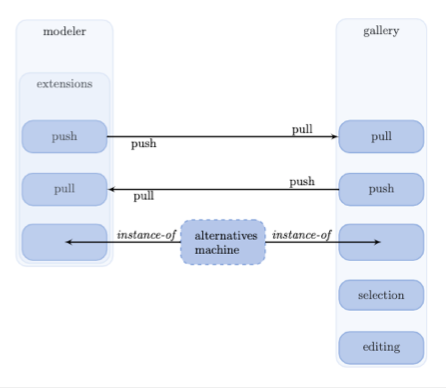 modeler
gallery
extensions
push
pull
push
pull
pull
push
pull
push
instance-of
alternatives
machine
instance-of
selection
editing